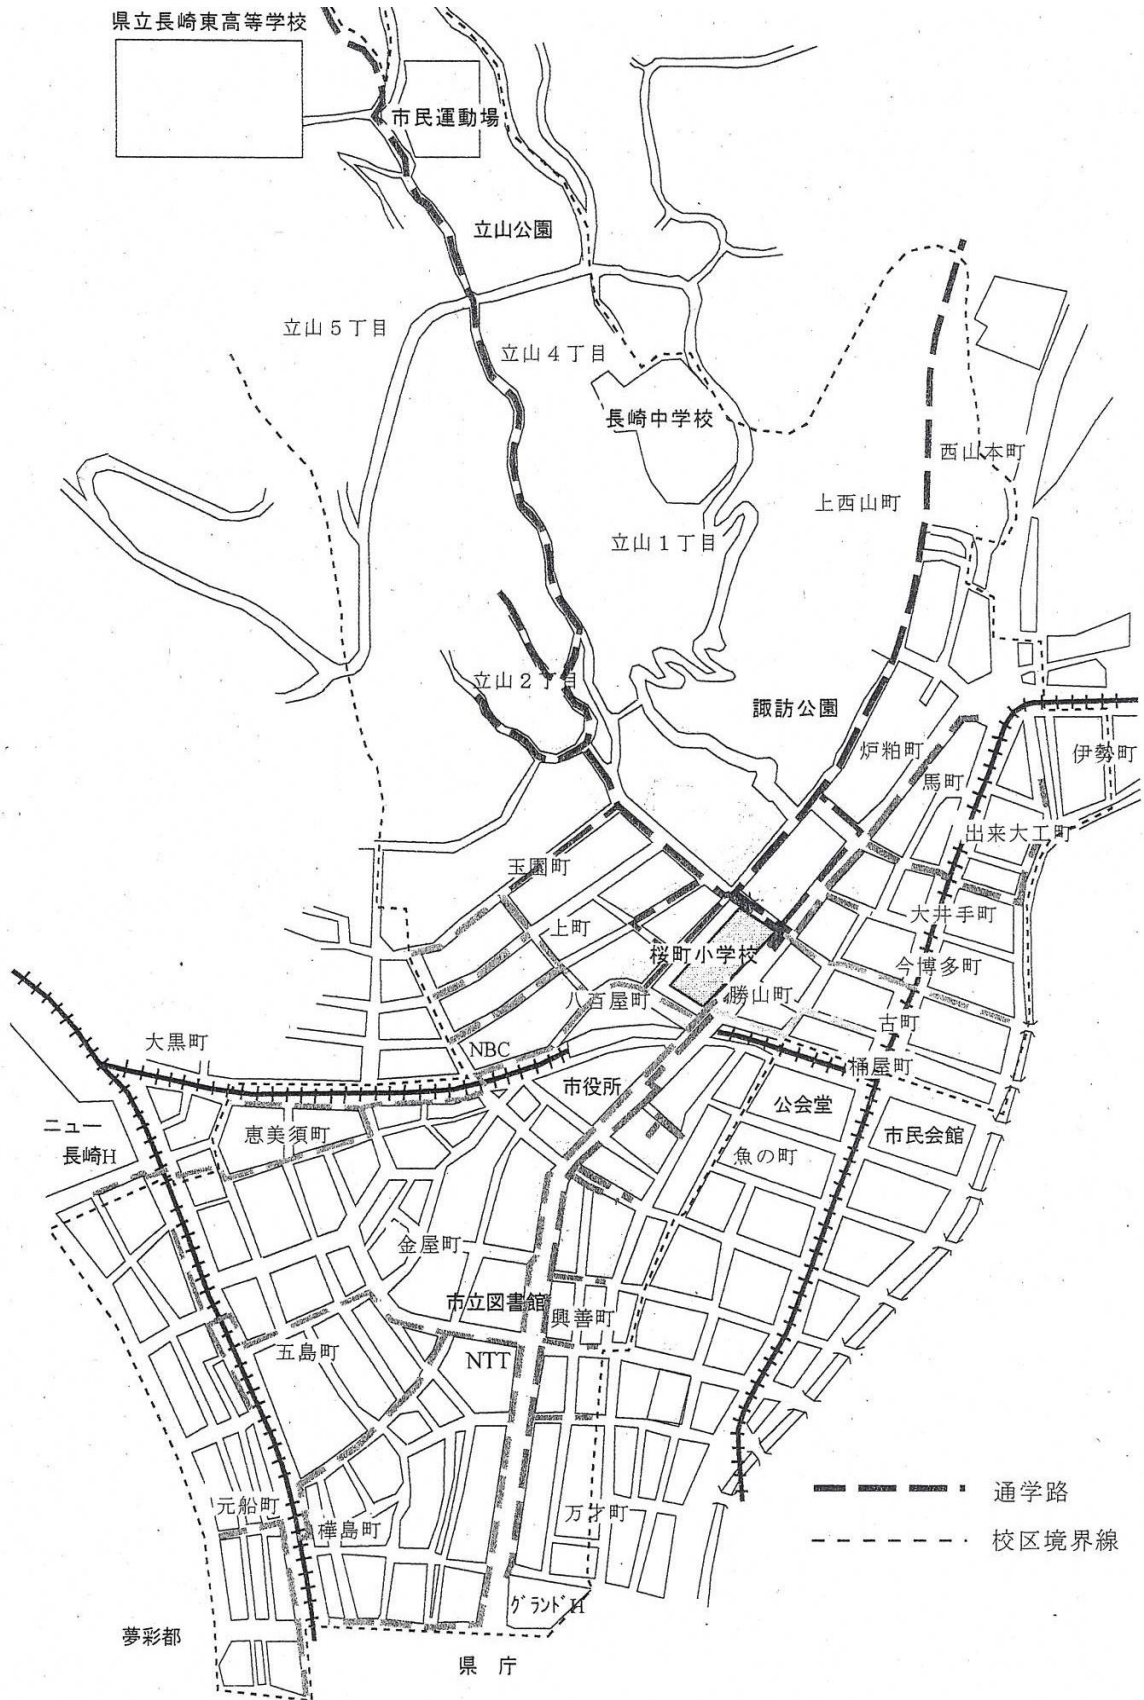 県立長崎東高等学校
市民運動場
立山公園
立山5丁目
立山4丁目
長崎中学校
西山本町
上西山町
立山1丁目
立山2丁目
諏訪公園
炉粕町
伊勢町
馬町
出来大工町
玉園町
大井手町
上町
桜町小学校
今博多町
八百屋町
勝山町
古町
大黒町
NBC
桶屋町
市役所
公会堂
ニュー
長崎H
恵美須町
市民会館
魚の町
金屋町
市立図書館
興善町
五島町
NTT
通学路
元船町
樺島町
万才町
校区境界線
グランドH
夢彩都
県庁